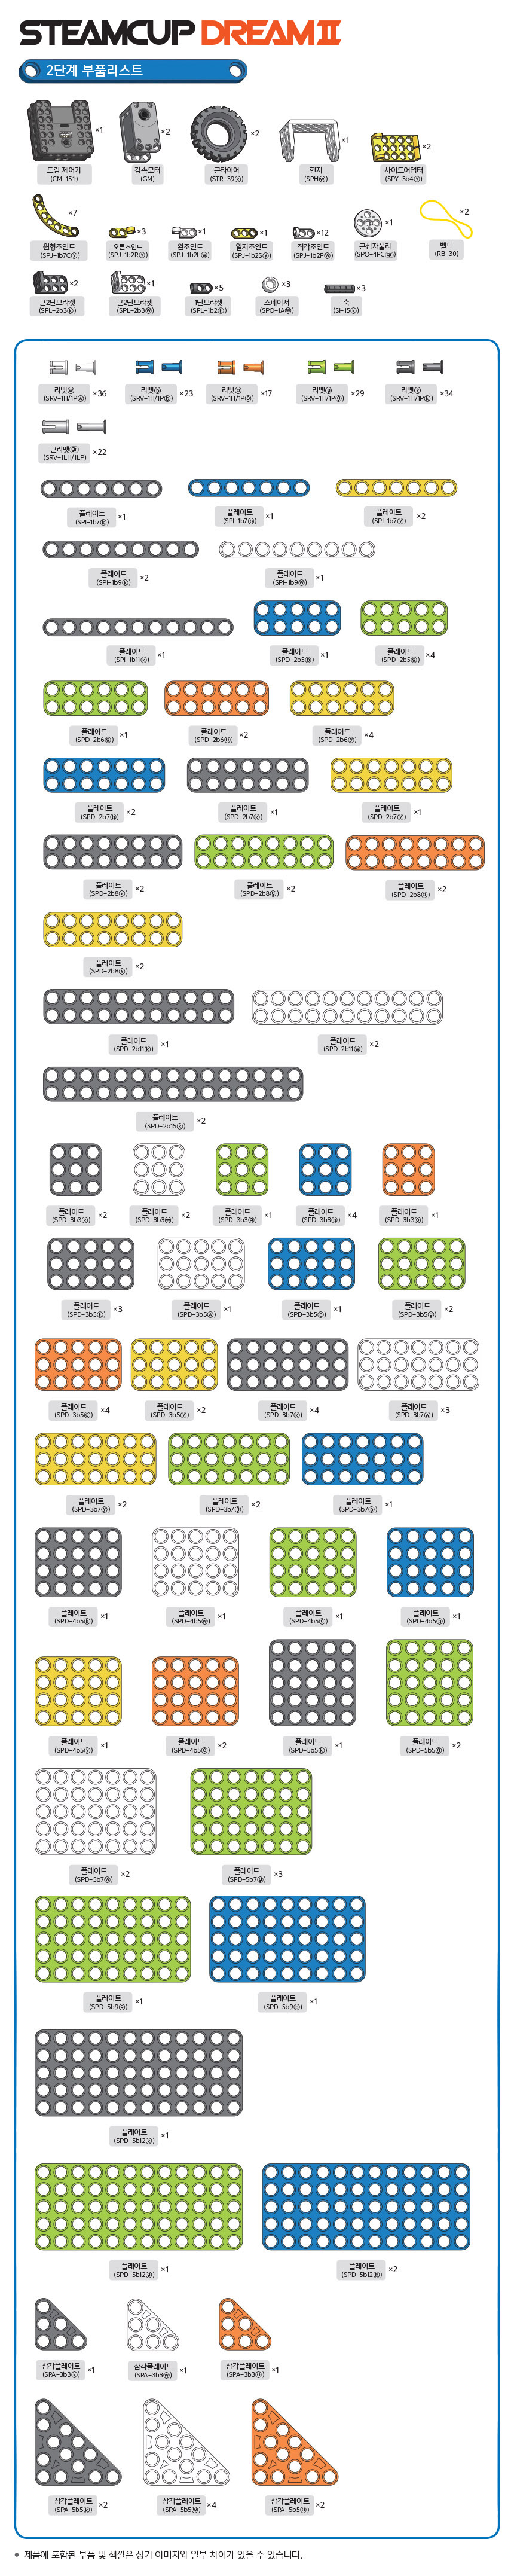 STEAMCUP DREAMⅡ
2단계 부품리스트
드림 제어기 (CM-151) ×1
감속모터 (GM) ×2
큰타이어 (STR-39ⓚ) ×2
힌지 (SPHⓦ) ×1
사이드어댑터 (SPY-3b4ⓨ) ×2
원형조인트 (SPJ-1b7Cⓨ) ×7
오른조인트 (SPJ-1b2Rⓨ) ×3
왼조인트 (SPJ-1b2Lⓦ) ×1
일자조인트 (SPJ-1b2Sⓨ) ×1
직각조인트 (SPJ-1b2Pⓦ) ×12
큰십자풀리 (SPO-4PC) ×1
벨트 (RB-30) ×2
큰2단브라켓 (SPL-2b3ⓚ) ×2
큰2단브라켓 (SPL-2b3ⓦ) ×1
1단브라켓 (SPL-1b2ⓚ) ×5
스페이서 (SPO-1Aⓦ) ×3
축 (SI-15ⓚ) ×3
리벳ⓦ (SRV-1H/1Pⓦ) ×36
리벳ⓑ (SRV-1H/1Pⓑ) ×23
리벳ⓞ (SRV-1H/1Pⓞ) ×17
리벳ⓖ (SRV-1H/1Pⓖ) ×29
리벳ⓚ (SRV-1H/1Pⓚ) ×34
큰리벳 (SRV-1LH/1LP) ×22
플레이트 (SPI-1b7ⓚ) ×1
플레이트 (SPI-1b7ⓑ) ×1
플레이트 (SPI-1b7ⓨ) ×2
플레이트 (SPI-1b9ⓚ) ×2
플레이트 (SPI-1b9ⓦ) ×1
플레이트 (SPI-1b11ⓚ) ×1
플레이트 (SPD-2b5ⓑ) ×1
플레이트 (SPD-2b5ⓖ) ×4
플레이트 (SPD-2b6ⓖ) ×1
플레이트 (SPD-2b6ⓞ) ×2
플레이트 (SPD-2b6ⓨ) ×4
플레이트 (SPD-2b7ⓑ) ×2
플레이트 (SPD-2b7ⓚ) ×1
플레이트 (SPD-2b7ⓨ) ×1
플레이트 (SPD-2b8ⓚ) ×2
플레이트 (SPD-2b8ⓖ) ×2
플레이트 (SPD-2b8ⓞ) ×2
플레이트 (SPD-2b8ⓨ) ×2
플레이트 (SPD-2b11ⓚ) ×1
플레이트 (SPD-2b11ⓦ) ×2
플레이트 (SPD-2b15ⓚ) ×2
플레이트 (SPD-3b3ⓚ) ×2
플레이트 (SPD-3b3ⓦ) ×2
플레이트 (SPD-3b3ⓖ) ×1
플레이트 (SPD-3b3ⓑ) ×4
플레이트 (SPD-3b3ⓞ) ×1
플레이트 (SPD-3b5ⓚ) ×3
플레이트 (SPD-3b5ⓦ) ×1
플레이트 (SPD-3b5ⓑ) ×1
플레이트 (SPD-3b5ⓖ) ×2
플레이트 (SPD-3b5ⓞ) ×4
플레이트 (SPD-3b5ⓨ) ×2
플레이트 (SPD-3b7ⓚ) ×4
플레이트 (SPD-3b7ⓦ) ×3
플레이트 (SPD-3b7ⓨ) ×2
플레이트 (SPD-3b7ⓖ) ×2
플레이트 (SPD-3b7ⓑ) ×1
플레이트 (SPD-4b5ⓚ) ×1
플레이트 (SPD-4b5ⓦ) ×1
플레이트 (SPD-4b5ⓖ) ×1
플레이트 (SPD-4b5ⓑ) ×1
플레이트 (SPD-4b5ⓨ) ×1
플레이트 (SPD-4b5ⓞ) ×2
플레이트 (SPD-5b5ⓚ) ×1
플레이트 (SPD-5b5ⓖ) ×2
플레이트 (SPD-5b7ⓦ) ×2
플레이트 (SPD-5b7ⓖ) ×3
플레이트 (SPD-5b9ⓖ) ×1
플레이트 (SPD-5b9ⓑ) ×1
플레이트 (SPD-5b12ⓚ) ×1
플레이트 (SPD-5b12ⓖ) ×1
플레이트 (SPD-5b12ⓑ) ×2
삼각플레이트 (SPA-3b3ⓚ) ×1
삼각플레이트 (SPA-3b3ⓦ) ×1
삼각플레이트 (SPA-3b3ⓞ) ×1
삼각플레이트 (SPA-5b5ⓚ) ×2
삼각플레이트 (SPA-5b5ⓦ) ×4
삼각플레이트 (SPA-5b5ⓞ) ×2
● 제품에 포함된 부품 및 색깔은 상기 이미지와 일부 차이가 있을 수 있습니다.